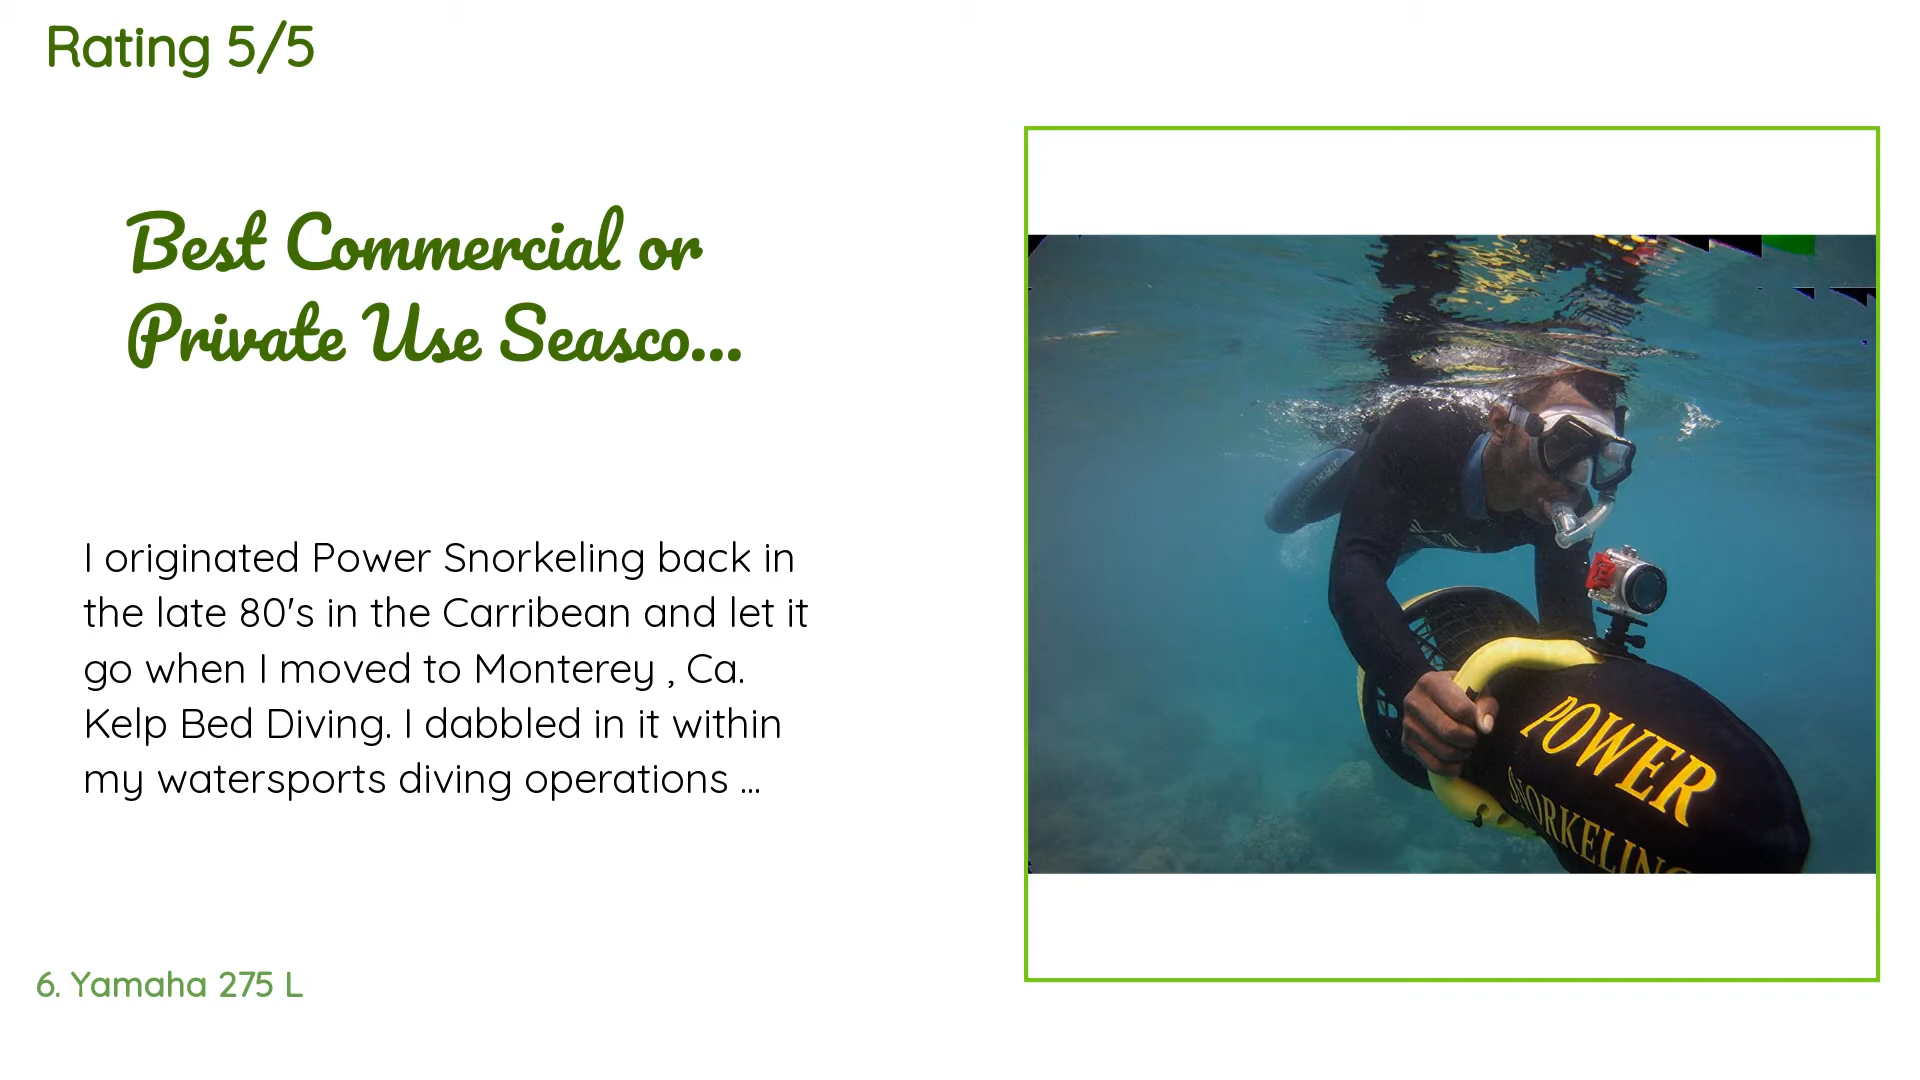 Rating 5/5
Best Commercial or
Private Use Seasco...
I originated Power Snorkeling back in
the late 80's in the Carribean and let it
go when I moved to Monterey , Ca.
Kelp Bed Diving. I dabbled in it within
my watersports diving operations ...
POWER
SNORKELING
6. Yamaha 275 L